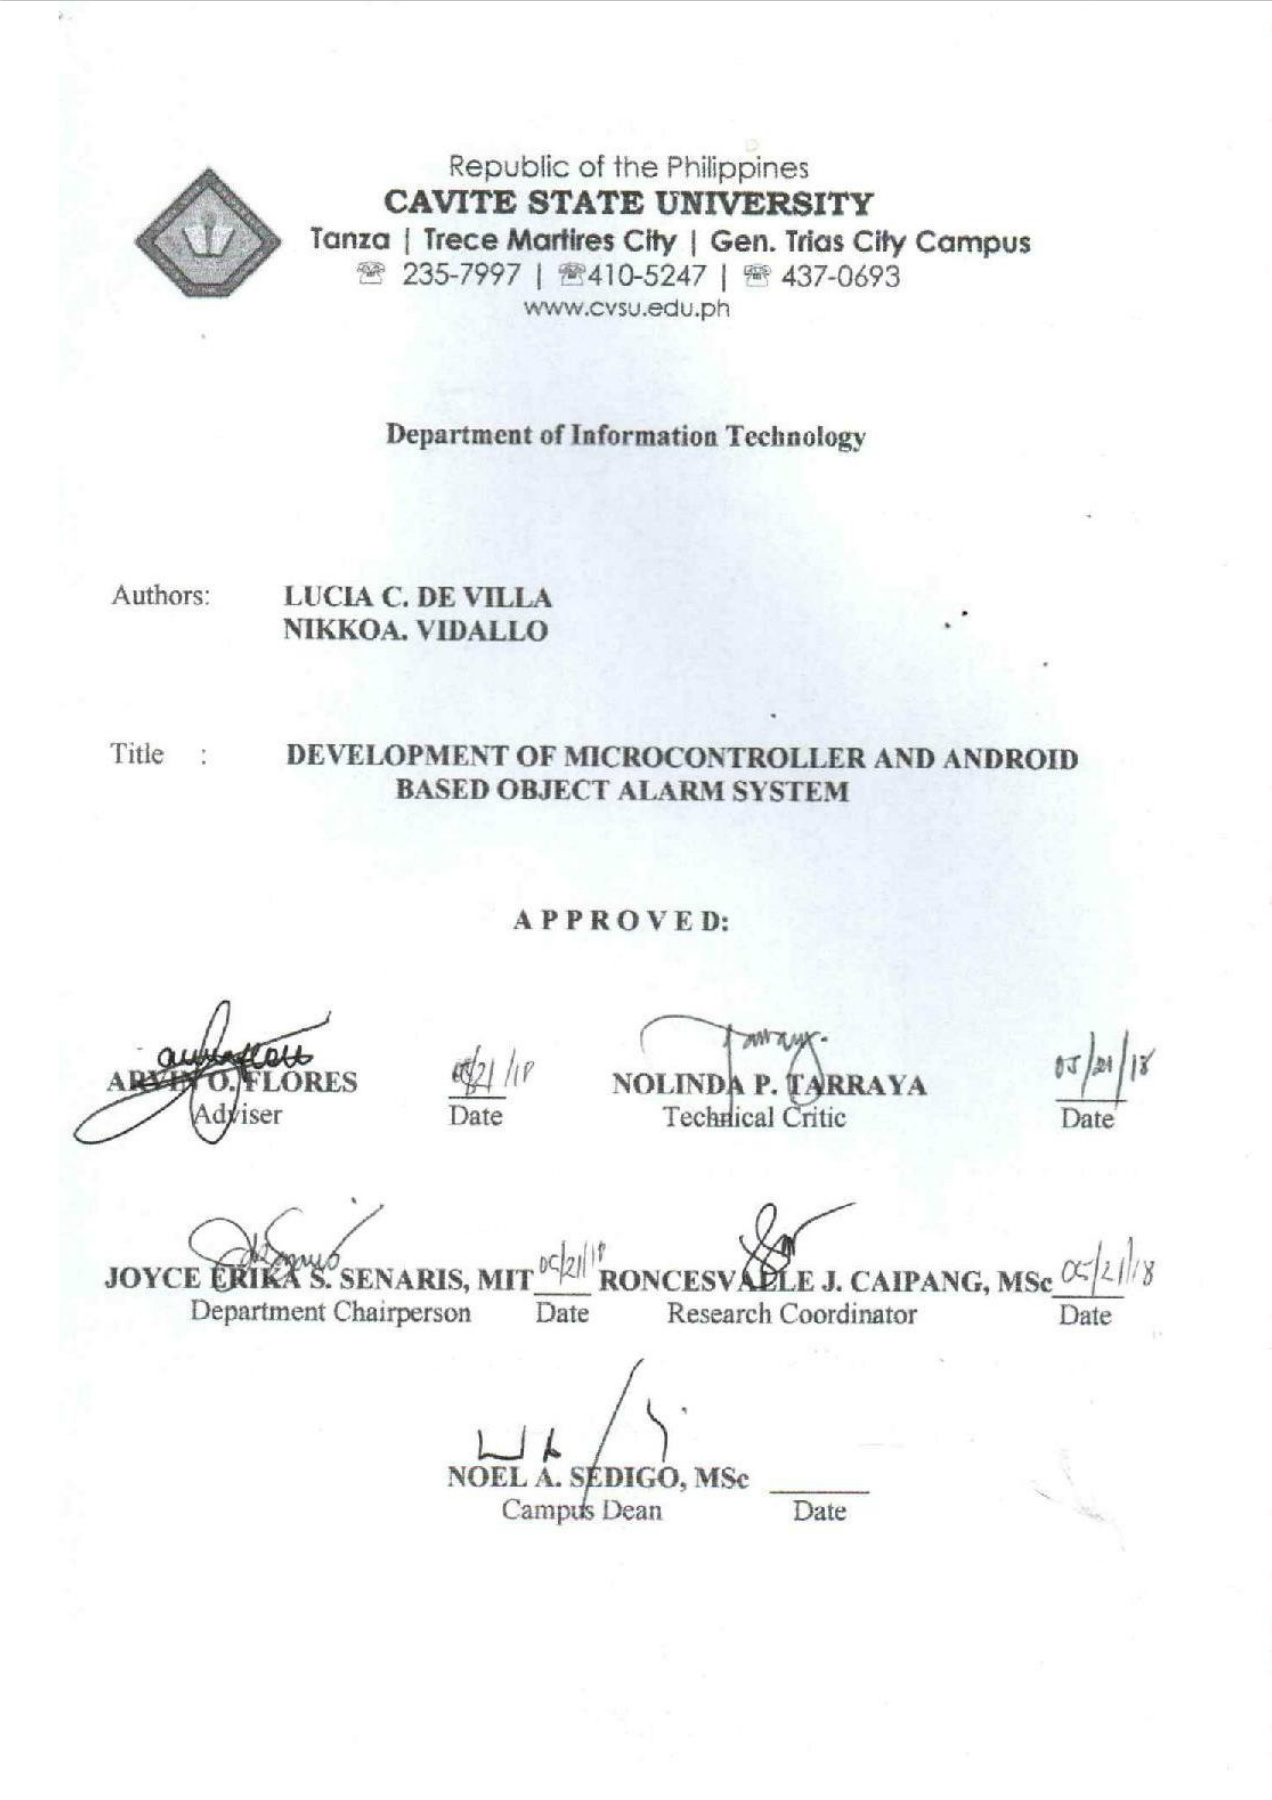 Republic of the Philippines
CAVITE STATE UNIVERSITY
Tanza | Trece Martires City | Gen. Trias City Campus
☏ 235-7997 | ☏410-5247 | ☏ 437-0693
www.cvsu.edu.ph
Department of Information Technology
Authors: LUCIA C. DE VILLA
NIKKOA. VIDALLO
Title : DEVELOPMENT OF MICROCONTROLLER AND ANDROID
BASED OBJECT ALARM SYSTEM
A P P R O V E D:
ARVIN O. FLORES 05/21/18 NOLINDA P. TARRAYA 05/21/18
Adviser Date Technical Critic Date
JOYCE ERIKA S. SENARIS, MIT 05/21/18 RONCESVALLE J. CAIPANG, MSc 05/21/18
Department Chairperson Date Research Coordinator Date
NOEL A. SEDIGO, MSc
Campus Dean Date